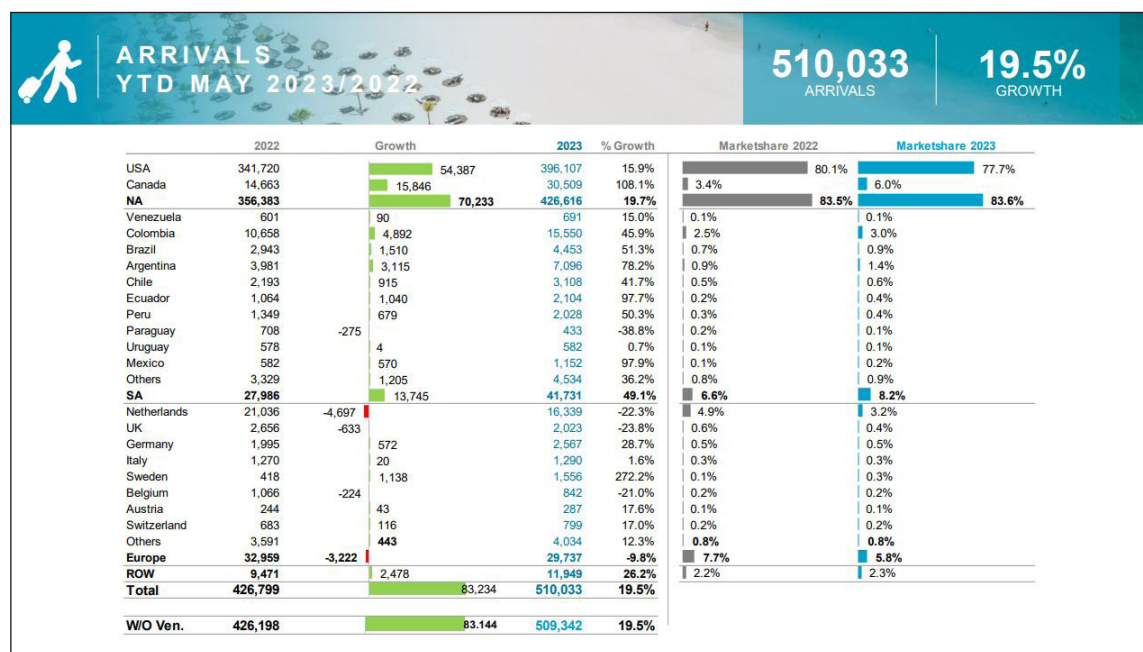 ARRIVALS
YTD MAY 2023/2022
510,033
ARRIVALS
19.5%
GROWTH
2022 Growth 2023 % Growth Marketshare 2022 Marketshare 2023
USA 341,720 54,387 396,107 15.9% 80.1% 77.7%
Canada 14,663 15,846 30,509 108.1% 3.4% 6.0%
NA 356,383 70,233 426,616 19.7% 83.5% 83.6%
Venezuela 601 90 691 15.0% 0.1% 0.1%
Colombia 10,658 4,892 15,550 45.9% 2.5% 3.0%
Brazil 2,943 1,510 4,453 51.3% 0.7% 0.9%
Argentina 3,981 3,115 7,096 78.2% 0.9% 1.4%
Chile 2,193 915 3,108 41.7% 0.5% 0.6%
Ecuador 1,064 1,040 2,104 97.7% 0.2% 0.4%
Peru 1,349 679 2,028 50.3% 0.3% 0.4%
Paraguay 708 -275 433 -38.8% 0.2% 0.1%
Uruguay 578 4 582 0.7% 0.1% 0.1%
Mexico 582 570 1,152 97.9% 0.1% 0.2%
Others 3,329 1,205 4,534 36.2% 0.8% 0.9%
SA 27,986 13,745 41,731 49.1% 6.6% 8.2%
Netherlands 21,036 -4,697 16,339 -22.3% 4.9% 3.2%
UK 2,656 -633 2,023 -23.8% 0.6% 0.4%
Germany 1,995 572 2,567 28.7% 0.5% 0.5%
Italy 1,270 20 1,290 1.6% 0.3% 0.3%
Sweden 418 1,138 1,556 272.2% 0.1% 0.3%
Belgium 1,066 -224 842 -21.0% 0.2% 0.2%
Austria 244 43 287 17.6% 0.1% 0.1%
Switzerland 683 116 799 17.0% 0.2% 0.2%
Others 3,591 443 4,034 12.3% 0.8% 0.8%
Europe 32,959 -3,222 29,737 -9.8% 7.7% 5.8%
ROW 9,471 2,478 11,949 26.2% 2.2% 2.3%
Total 426,799 83,234 510,033 19.5%
W/O Ven. 426,198 83.144 509,342 19.5%